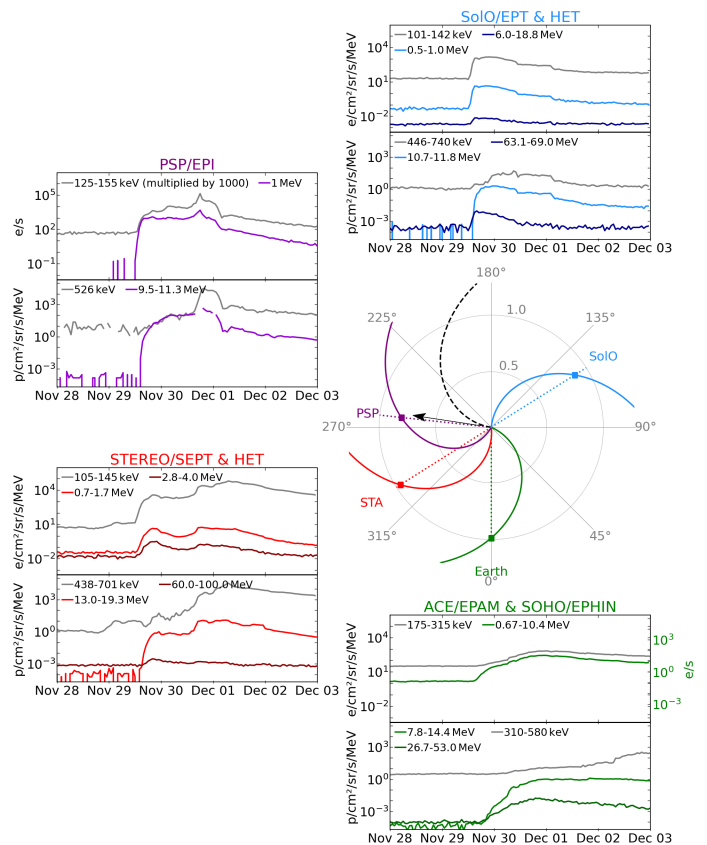 SolO/EPT & HET
101-142 keV
6.0-18.8 MeV
0.5-1.0 MeV
10⁴
10¹
10⁻²
e/cm²/sr/s/MeV
446-740 keV
63.1-69.0 MeV
10.7-11.8 MeV
10³
10⁰
10⁻³
p/cm²/sr/s/MeV
Nov 28 Nov 29 Nov 30 Dec 01 Dec 02 Dec 03
PSP/EPI
125-155 keV (multiplied by 1000)
1 MeV
10⁵
10²
10⁻¹
e/s
526 keV
9.5-11.3 MeV
10³
10⁰
10⁻³
p/cm²/sr/s/MeV
Nov 28 Nov 29 Nov 30 Dec 01 Dec 02 Dec 03
180°
225°
1.0
135°
0.5
SolO
PSP
270°
90°
STA
315°
45°
Earth
0°
STEREO/SEPT & HET
105-145 keV
2.8-4.0 MeV
0.7-1.7 MeV
10⁴
10¹
10⁻²
e/cm²/sr/s/MeV
438-701 keV
60.0-100.0 MeV
13.0-19.3 MeV
10³
10⁰
10⁻³
p/cm²/sr/s/MeV
Nov 28 Nov 29 Nov 30 Dec 01 Dec 02 Dec 03
ACE/EPAM & SOHO/EPHIN
175-315 keV
0.67-10.4 MeV
10⁴
10¹
10⁻²
e/cm²/sr/s/MeV
10³
10⁰
10⁻³
e/s
7.8-14.4 MeV
310-580 keV
26.7-53.0 MeV
10³
10⁰
10⁻³
p/cm²/sr/s/MeV
Nov 28 Nov 29 Nov 30 Dec 01 Dec 02 Dec 03